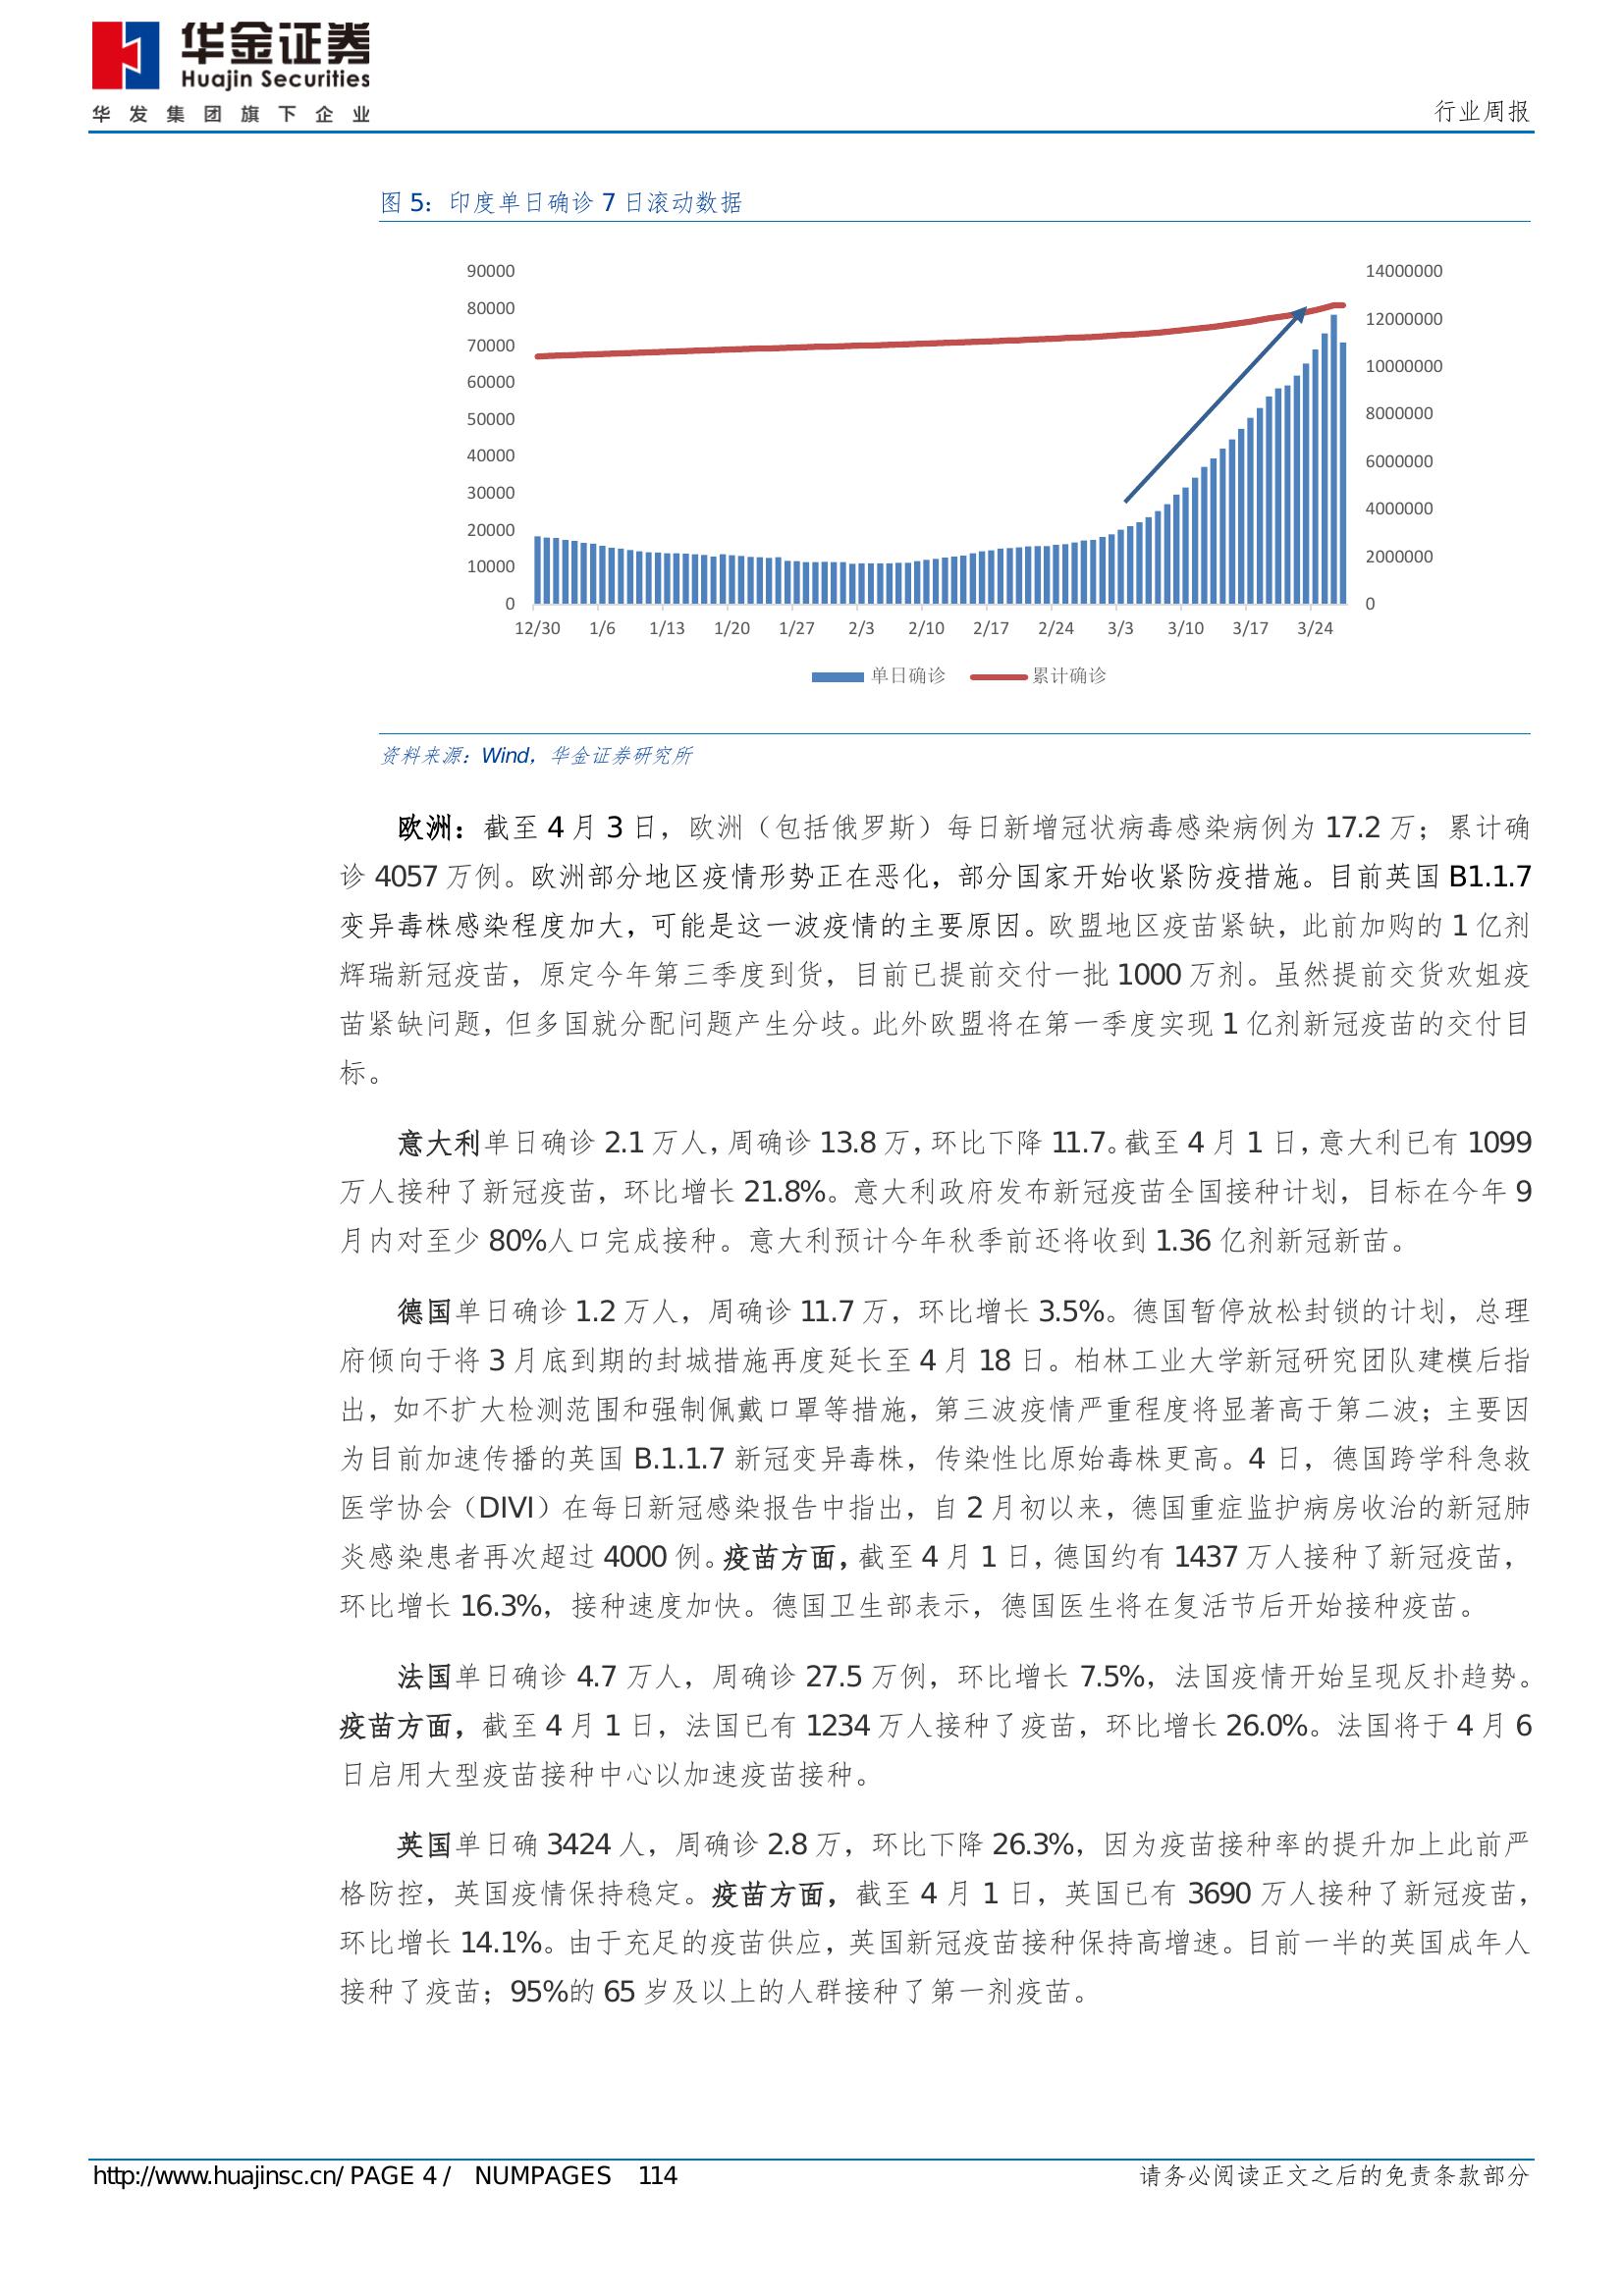 华金证券
Huajin Securities
华发集团旗下企业
行业周报
图 5：印度单日确诊 7 日滚动数据
90000
80000
70000
60000
50000
40000
30000
20000
10000
0
14000000
12000000
10000000
8000000
6000000
4000000
2000000
0
12/30 1/6 1/13 1/20 1/27 2/3 2/10 2/17 2/24 3/3 3/10 3/17 3/24
单日确诊 累计确诊
资料来源：Wind，华金证券研究所
欧洲：截至 4 月 3 日，欧洲（包括俄罗斯）每日新增冠状病毒感染病例为 17.2 万；累计确
诊 4057 万例。欧洲部分地区疫情形势正在恶化，部分国家开始收紧防疫措施。目前英国 B1.1.7
变异毒株感染程度加大，可能是这一波疫情的主要原因。欧盟地区疫苗紧缺，此前加购的 1 亿剂
辉瑞新冠疫苗，原定今年第三季度到货，目前已提前交付一批 1000 万剂。虽然提前交货欢姐疫
苗紧缺问题，但多国就分配问题产生分歧。此外欧盟将在第一季度实现 1 亿剂新冠疫苗的交付目
标。
意大利单日确诊 2.1 万人，周确诊 13.8 万，环比下降 11.7。截至 4 月 1 日，意大利已有 1099
万人接种了新冠疫苗，环比增长 21.8%。意大利政府发布新冠疫苗全国接种计划，目标在今年 9
月内对至少 80%人口完成接种。意大利预计今年秋季前还将收到 1.36 亿剂新冠新苗。
德国单日确诊 1.2 万人，周确诊 11.7 万，环比增长 3.5%。德国暂停放松封锁的计划，总理
府倾向于将 3 月底到期的封城措施再度延长至 4 月 18 日。柏林工业大学新冠研究团队建模后指
出，如不扩大检测范围和强制佩戴口罩等措施，第三波疫情严重程度将显著高于第二波；主要因
为目前加速传播的英国 B.1.1.7 新冠变异毒株，传染性比原始毒株更高。4 日，德国跨学科急救
医学协会（DIVI）在每日新冠感染报告中指出，自 2 月初以来，德国重症监护病房收治的新冠肺
炎感染患者再次超过 4000 例。疫苗方面，截至 4 月 1 日，德国约有 1437 万人接种了新冠疫苗，
环比增长 16.3%，接种速度加快。德国卫生部表示，德国医生将在复活节后开始接种疫苗。
法国单日确诊 4.7 万人，周确诊 27.5 万例，环比增长 7.5%，法国疫情开始呈现反扑趋势。
疫苗方面，截至 4 月 1 日，法国已有 1234 万人接种了疫苗，环比增长 26.0%。法国将于 4 月 6
日启用大型疫苗接种中心以加速疫苗接种。
英国单日确 3424 人，周确诊 2.8 万，环比下降 26.3%，因为疫苗接种率的提升加上此前严
格防控，英国疫情保持稳定。疫苗方面，截至 4 月 1 日，英国已有 3690 万人接种了新冠疫苗，
环比增长 14.1%。由于充足的疫苗供应，英国新冠疫苗接种保持高增速。目前一半的英国成年人
接种了疫苗；95%的 65 岁及以上的人群接种了第一剂疫苗。
http://www.huajinsc.cn/ PAGE 4 / NUMPAGES 114
请务必阅读正文之后的免责条款部分